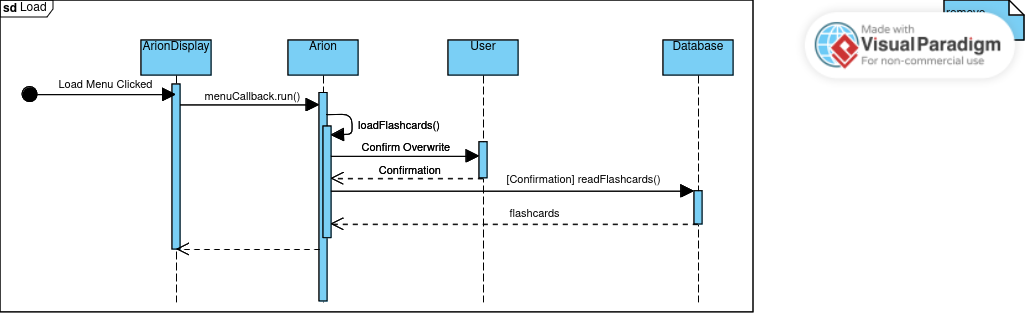 sd Load
ArionDisplay
Arion
User
Database
Load Menu Clicked
menuCallback.run()
loadFlashcards()
Confirm Overwrite
Confirmation
[Confirmation] readFlashcards()
flashcards
Made with
Visual Paradigm
For non-commercial use